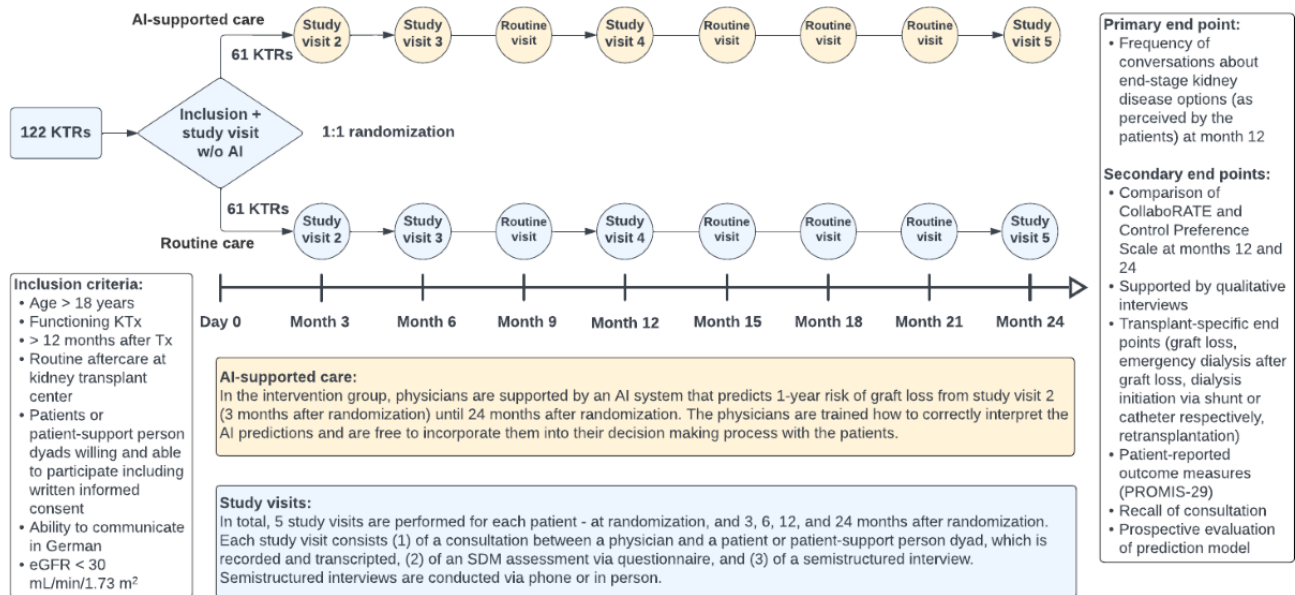 AI-supported care
61 KTRs
Study
visit 2
Study
visit 3
Routine
visit
Study
visit 4
Routine
visit
Routine
visit
Routine
visit
Study
visit 5
122 KTRs
Inclusion +
study visit
w/o AI
1:1 randomization
61 KTRs
Routine care
Study
visit 2
Study
visit 3
Routine
visit
Study
visit 4
Routine
visit
Routine
visit
Routine
visit
Study
visit 5
Day 0
Month 3
Month 6
Month 9
Month 12
Month 15
Month 18
Month 21
Month 24
Inclusion criteria:
• Age > 18 years
• Functioning KTx
• > 12 months after Tx
• Routine aftercare at
kidney transplant
center
• Patients or
patient-support person
dyads willing and able
to participate including
written informed
consent
• Ability to communicate
in German
• eGFR < 30
mL/min/1.73 m²
AI-supported care:
In the intervention group, physicians are supported by an AI system that predicts 1-year risk of graft loss from study visit 2
(3 months after randomization) until 24 months after randomization. The physicians are trained how to correctly interpret the
AI predictions and are free to incorporate them into their decision making process with the patients.
Study visits:
In total, 5 study visits are performed for each patient - at randomization, and 3, 6, 12, and 24 months after randomization.
Each study visit consists (1) of a consultation between a physician and a patient or patient-support person dyad, which is
recorded and transcripted, (2) of an SDM assessment via questionnaire, and (3) of a semistructured interview.
Semistructured interviews are conducted via phone or in person.
Primary end point:
• Frequency of
conversations about
end-stage kidney
disease options (as
perceived by the
patients) at month 12
Secondary end points:
• Comparison of
CollaboRATE and
Control Preference
Scale at months 12 and
24
• Supported by qualitative
interviews
• Transplant-specific end
points (graft loss,
emergency dialysis after
graft loss, dialysis
initiation via shunt or
catheter respectively,
retransplantation)
• Patient-reported
outcome measures
(PROMIS-29)
• Recall of consultation
• Prospective evaluation
of prediction model